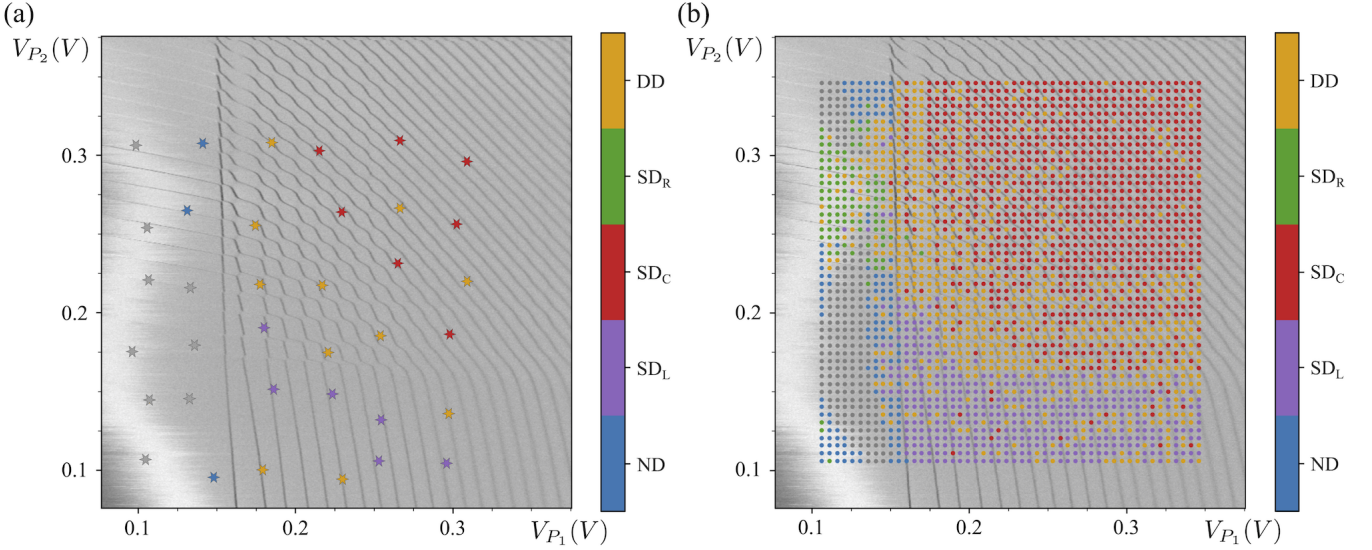 (a)
V_{P_2}(V)
0.3
0.2
0.1
0.1
0.2
0.3
V_{P_1}(V)
DD
SD_R
SD_C
SD_L
ND
(b)
V_{P_2}(V)
0.3
0.2
0.1
0.1
0.2
0.3
V_{P_1}(V)
DD
SD_R
SD_C
SD_L
ND